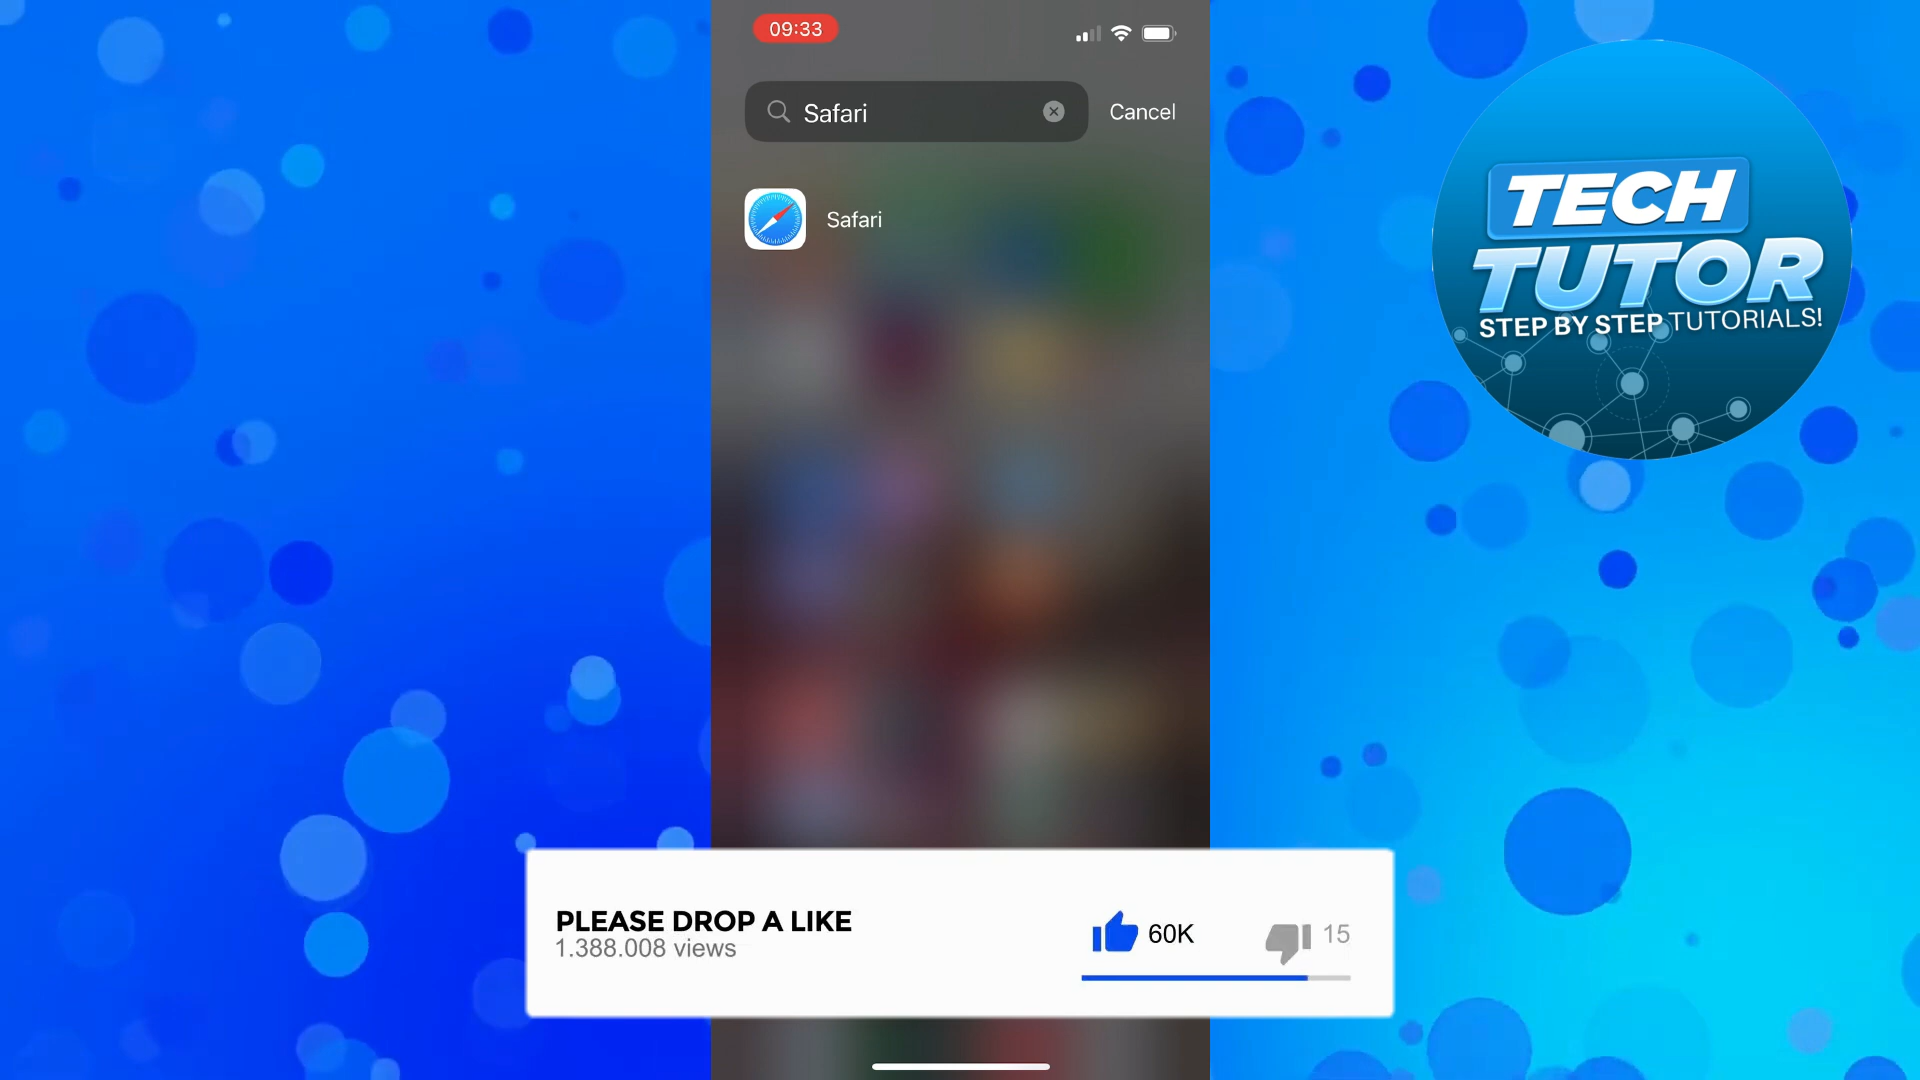 09:33
Safari
Cancel
Safari
TECH
TUTOR
STEP BY STEP TUTORIALS!
PLEASE DROP A LIKE
1.388.008 views
60K
15